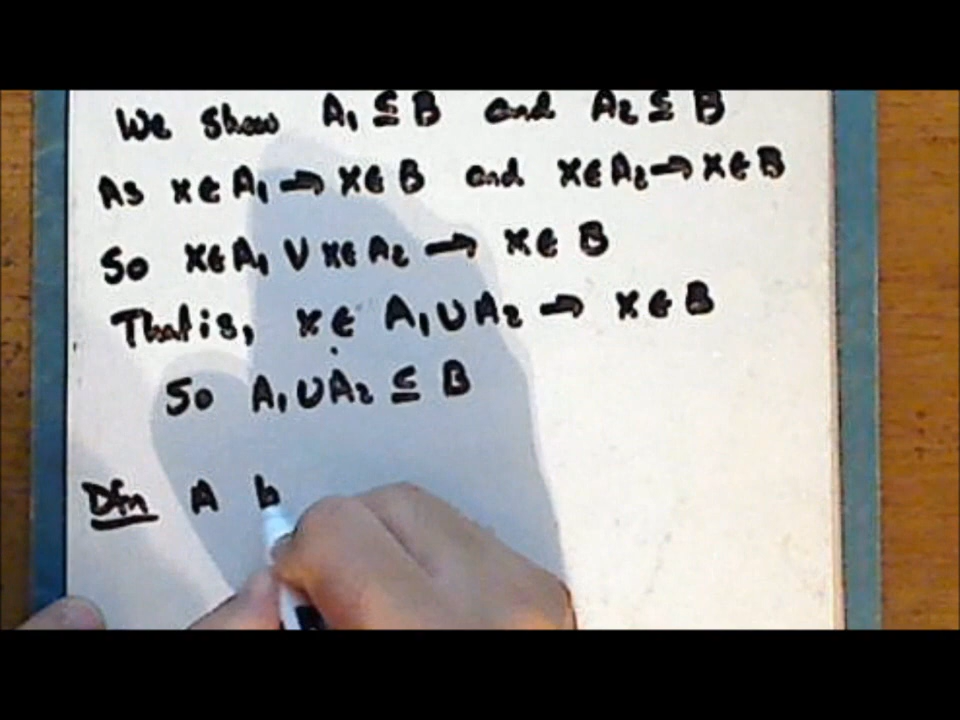 We show A₁ ⊆ B and A₂ ⊆ B
As x ∈ A₁ → x ∈ B and x ∈ A₂ → x ∈ B
So x ∈ A₁ ∨ x ∈ A₂ → x ∈ B
That is, x ∈ A₁ ∪ A₂ → x ∈ B
So A₁ ∪ A₂ ⊆ B
Dfn A b